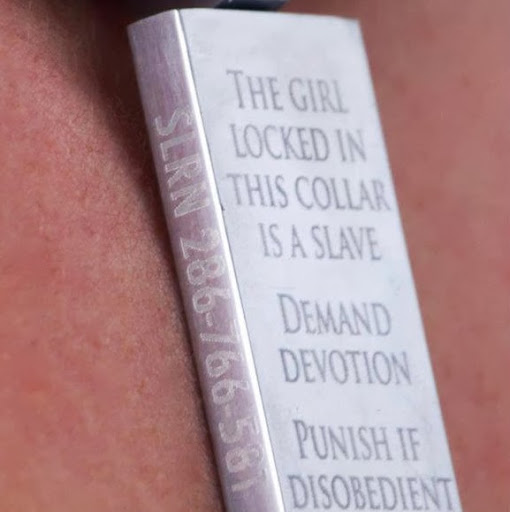 THE GIRL
LOCKED IN
THIS COLLAR
IS A SLAVE
DEMAND
DEVOTION
PUNISH IF
DISOBEDIENT
SLRN 286-766-581